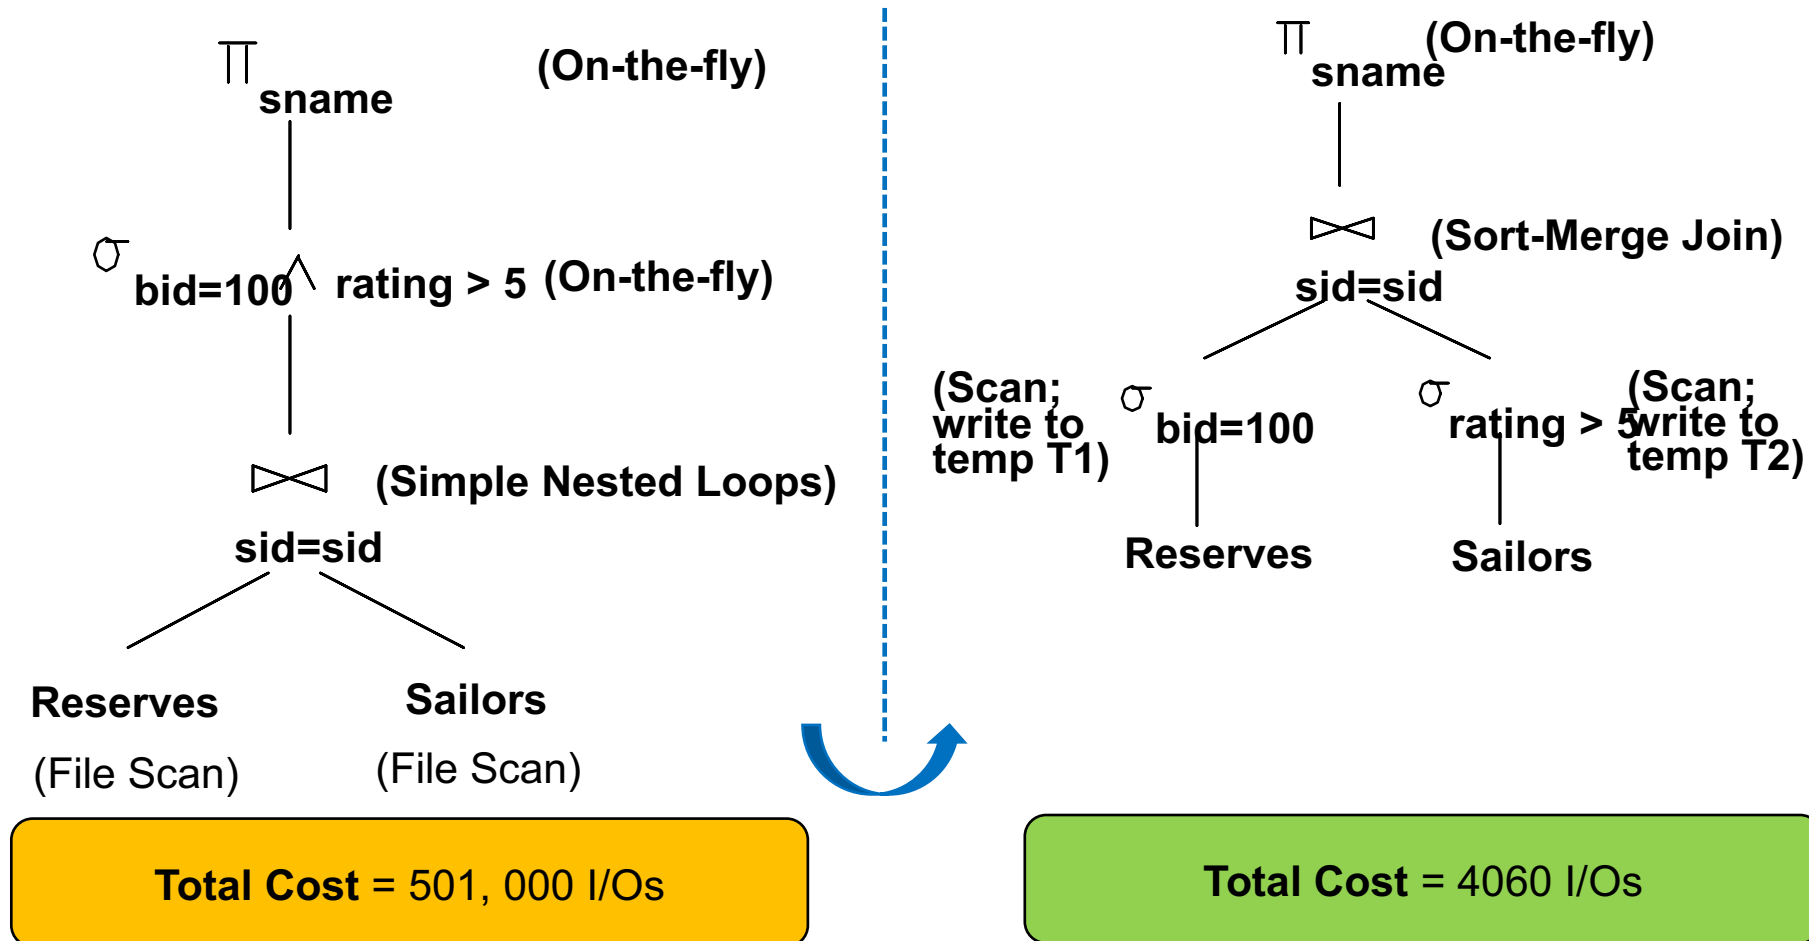 π sname (On-the-fly)
σ bid=100 ∧ rating > 5 (On-the-fly)
⋈ (Simple Nested Loops)
sid=sid
Reserves Sailors
(File Scan) (File Scan)
Total Cost = 501, 000 I/Os
π sname (On-the-fly)
⋈ (Sort-Merge Join)
sid=sid
(Scan;
write to
temp T1)
σ bid=100
σ rating > 5
(Scan;
write to
temp T2)
Reserves Sailors
Total Cost = 4060 I/Os